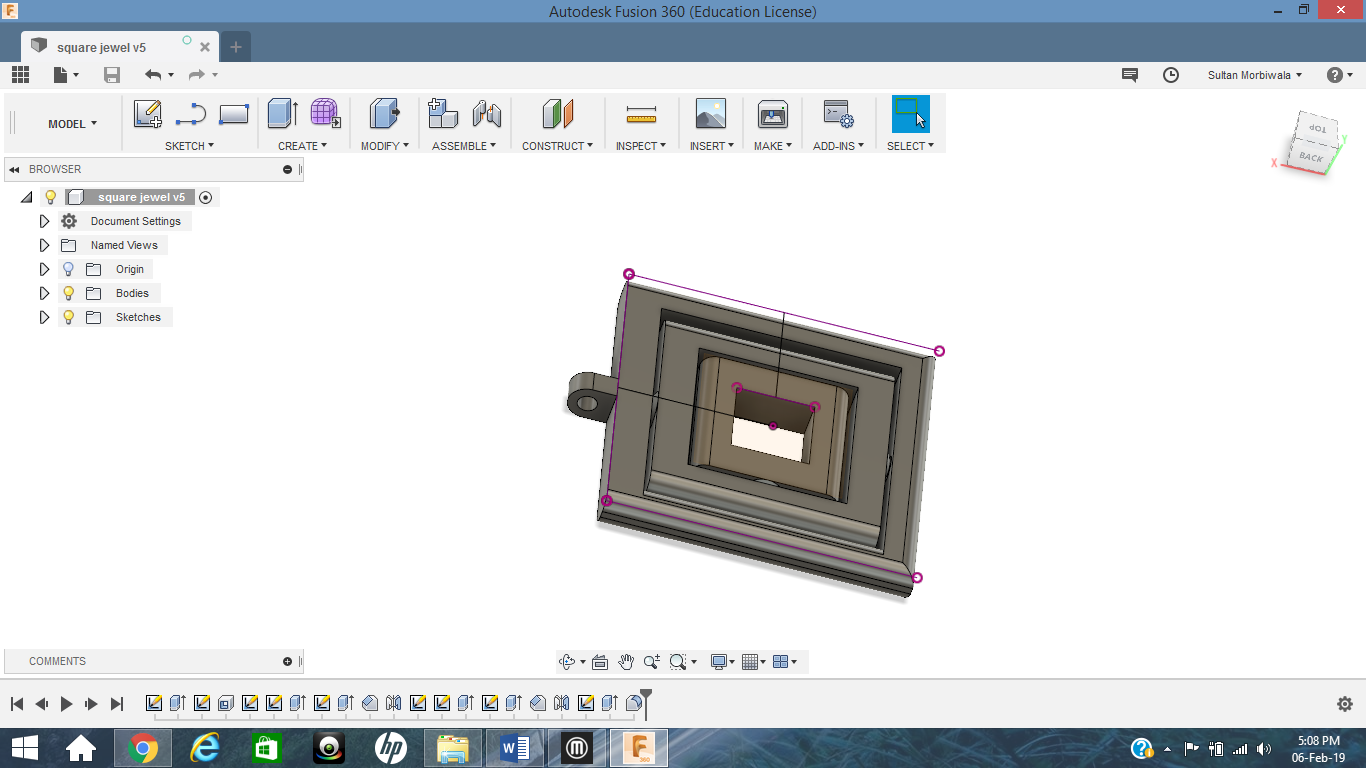 Autodesk Fusion 360 (Education License)
square jewel v5
Sultan Morbiwala
MODEL
SKETCH
CREATE
MODIFY
ASSEMBLE
CONSTRUCT
INSPECT
INSERT
MAKE
ADD-INS
SELECT
TOP
BACK
X
Y
BROWSER
square jewel v5
Document Settings
Named Views
Origin
Bodies
Sketches
COMMENTS
5:08 PM
06-Feb-19